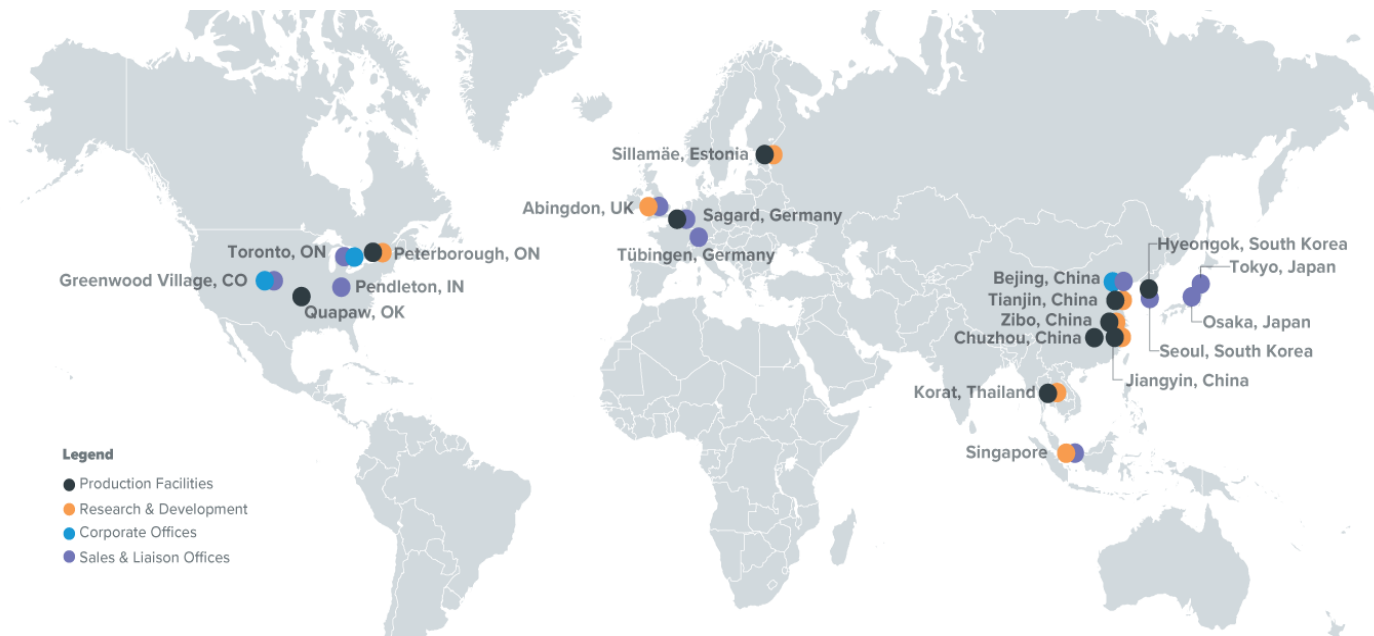 Sillamäe, Estonia
Abingdon, UK
Sagard, Germany
Tübingen, Germany
Toronto, ON
Peterborough, ON
Greenwood Village, CO
Pendleton, IN
Quapaw, OK
Hyeongok, South Korea
Tokyo, Japan
Bejing, China
Tianjin, China
Zibo, China
Osaka, Japan
Chuzhou, China
Seoul, South Korea
Jiangyin, China
Korat, Thailand
Singapore
Legend
Production Facilities
Research & Development
Corporate Offices
Sales & Liaison Offices